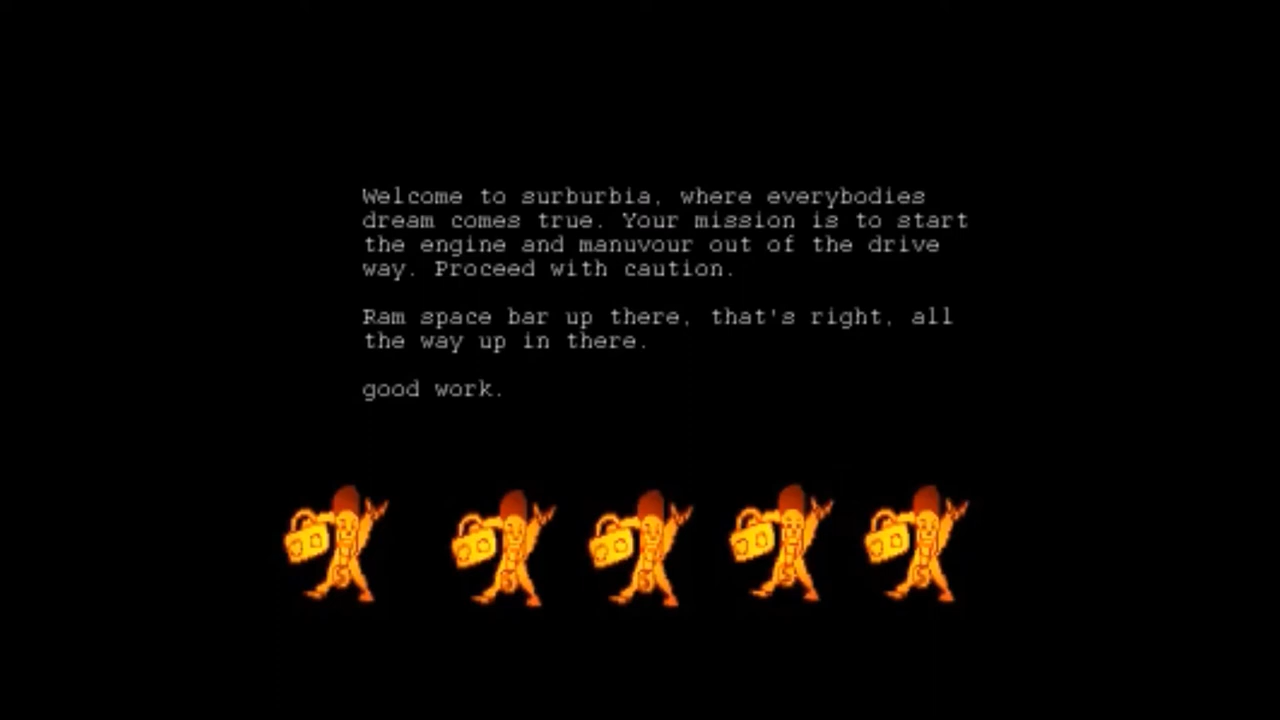 Welcome to surburbia, where everybodies
dream comes true. Your mission is to start
the engine and manuvour out of the drive
way. Proceed with caution.
Ram space bar up there, that's right, all
the way up in there.
good work.